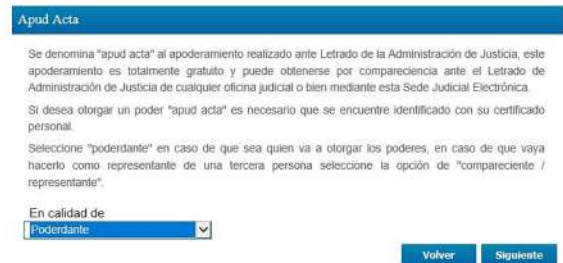 Apud Acta
Se denomina "apud acta" al apoderamiento realizado ante Letrado de la Administración de Justicia, este
apoderamiento es totalmente gratuito y puede obtenerse por compareciencia ante el Letrado de
Administración de Justicia de cualquier oficina judicial o bien mediante esta Sede Judicial Electrónica.
Si desea otorgar un poder "apud acta" es necesario que se encuentre identificado con su certificado
personal.
Seleccione "poderdante" en caso de que sea quien va a otorgar los poderes, en caso de que vaya
hacerlo como representante de una tercera persona seleccione la opción de "compareciente /
representante".
En calidad de
Poderdante
Volver Siguiente